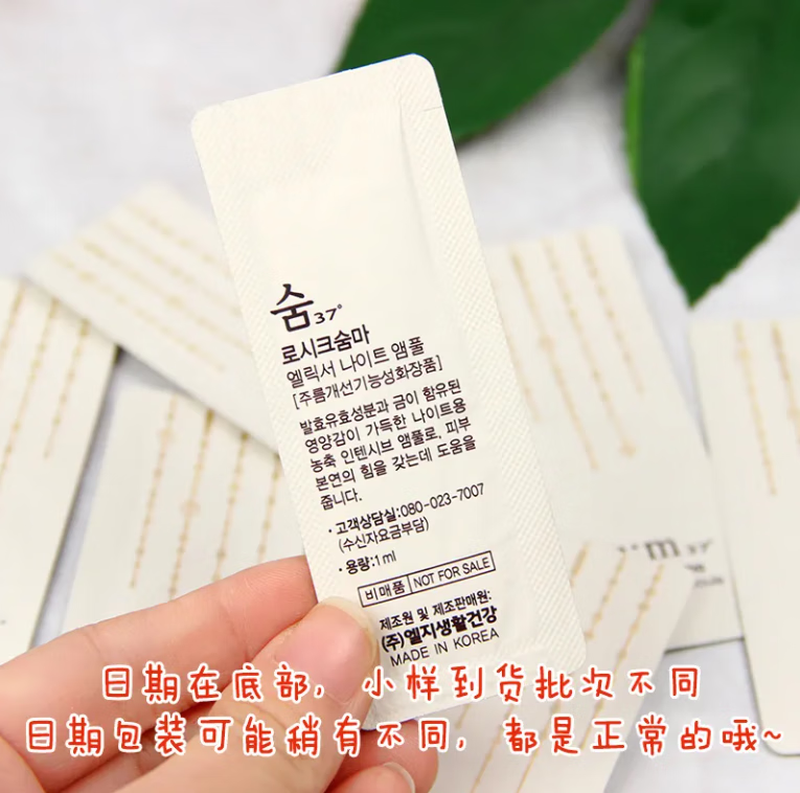 숨37°
로시크숨마
엘릭서 나이트 앰풀
[주름개선기능성화장품]
발효유효성분과 금이 함유된
영양감이 가득한 나이트용
농축 인텐시브 앰풀로, 피부
본연의 힘을 갖는데 도움을
줍니다.
· 고객상담실:080-023-7007
(수신자요금부담)
· 용량:1ml
비매품 NOT FOR SALE
제조원 및 제조판매원:
(주)엘지생활건강
MADE IN KOREA
37°
日期在底部，小样到货批次不同
日期包装可能稍有不同，都是正常的哦~